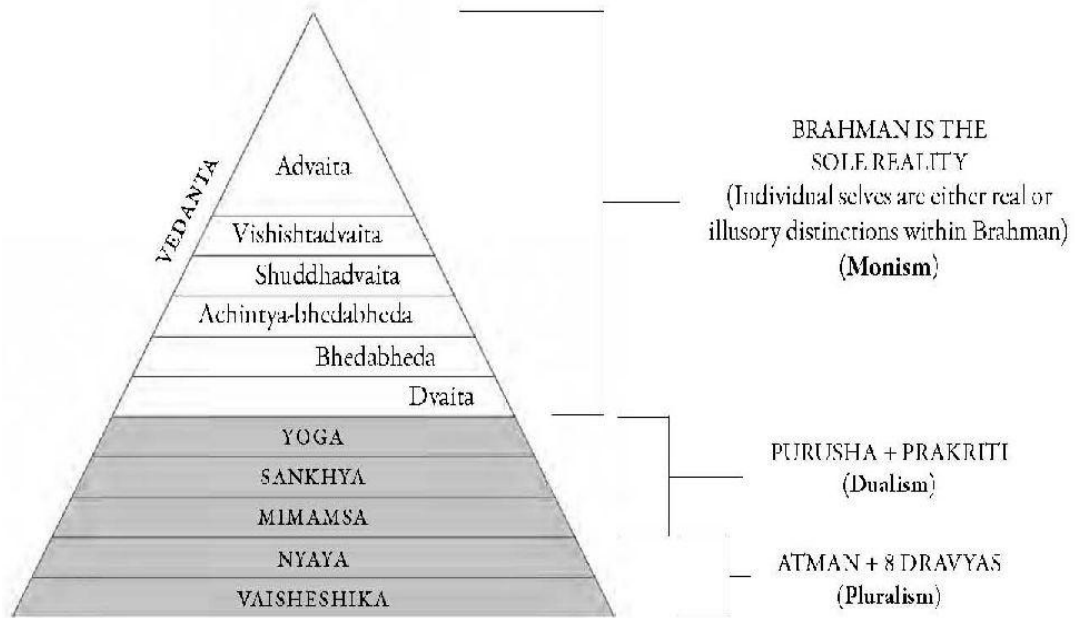 VEDANTA
Advaita
Vishishtadvaita
Shuddhadvaita
Achintya-bhedabheda
Bhedabheda
Dvaita
YOGA
SANKHYA
MIMAMSA
NYAYA
VAISHESHIKA
BRAHMAN IS THE
SOLE REALITY
(Individual selves are either real or
illusory distinctions within Brahman)
(Monism)
PURUSHA + PRAKRITI
(Dualism)
ATMAN + 8 DRAVYAS
(Pluralism)